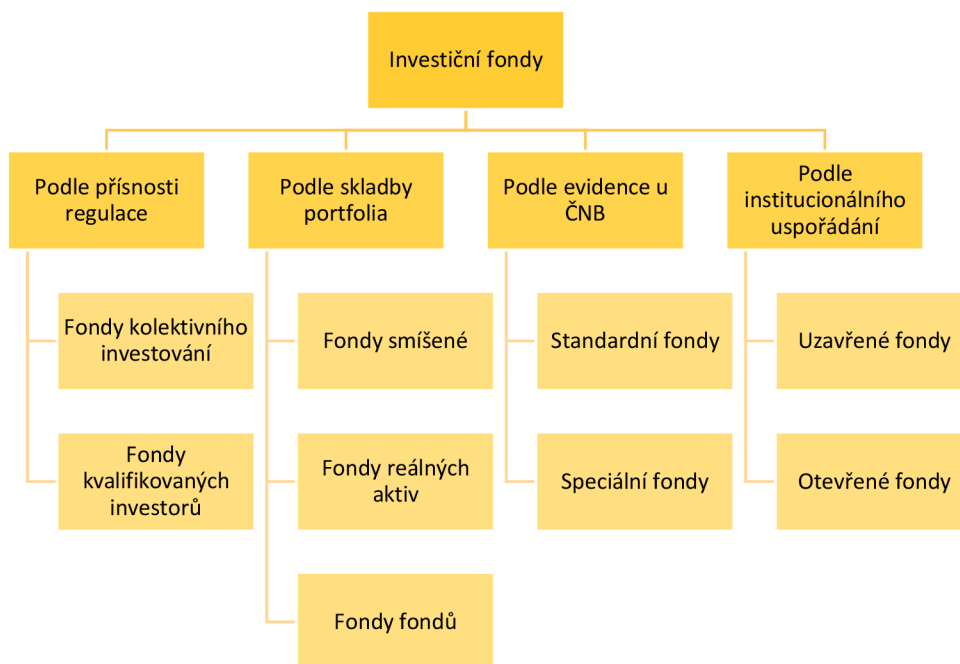 Investiční fondy
Podle přísnosti
regulace
Fondy kolektivního
investování
Fondy
kvalifikovaných
investorů
Podle skladby
portfolia
Fondy smíšené
Fondy reálných
aktiv
Fondy fondů
Podle evidence u
ČNB
Standardní fondy
Speciální fondy
Podle
institucionálního
uspořádání
Uzavřené fondy
Otevřené fondy